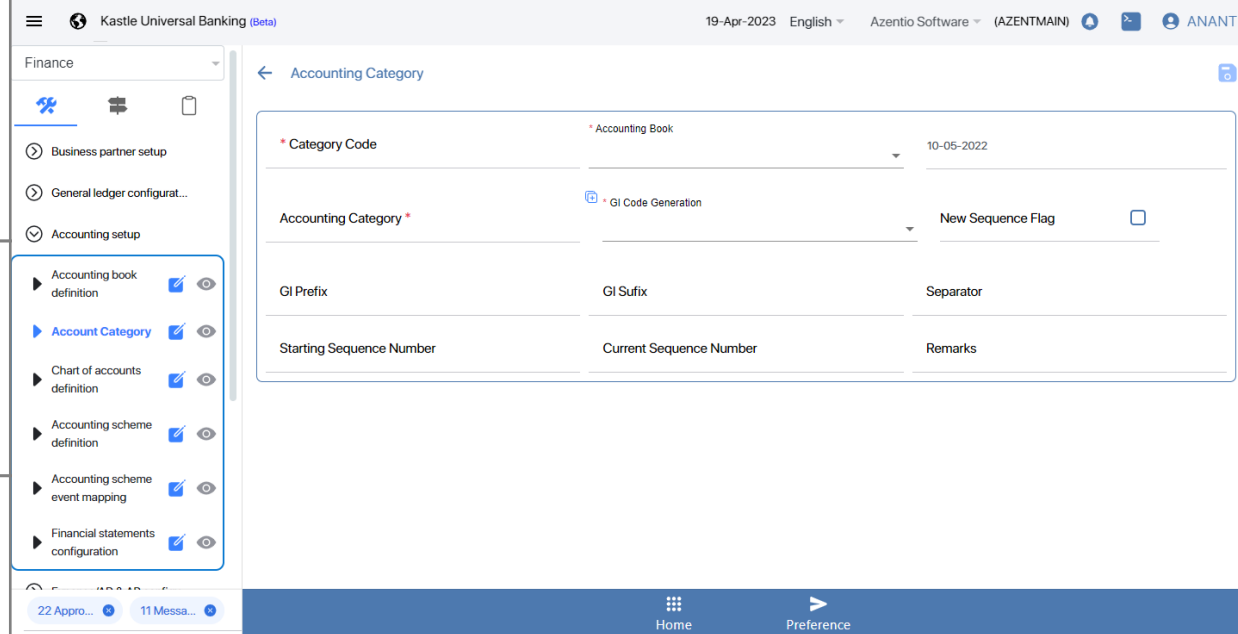 Kastle Universal Banking (Beta)
19-Apr-2023 English Azentio Software (AZENTMAIN) ANANT
Finance
Business partner setup
General ledger configurat...
Accounting setup
Accounting book
definition
Account Category
Chart of accounts
definition
Accounting scheme
definition
Accounting scheme
event mapping
Financial statements
configuration
22 Appro...
11 Messa...
Accounting Category
* Category Code
* Accounting Book
10-05-2022
Accounting Category *
* Gl Code Generation
New Sequence Flag
Gl Prefix
Gl Sufix
Separator
Starting Sequence Number
Current Sequence Number
Remarks
Home
Preference